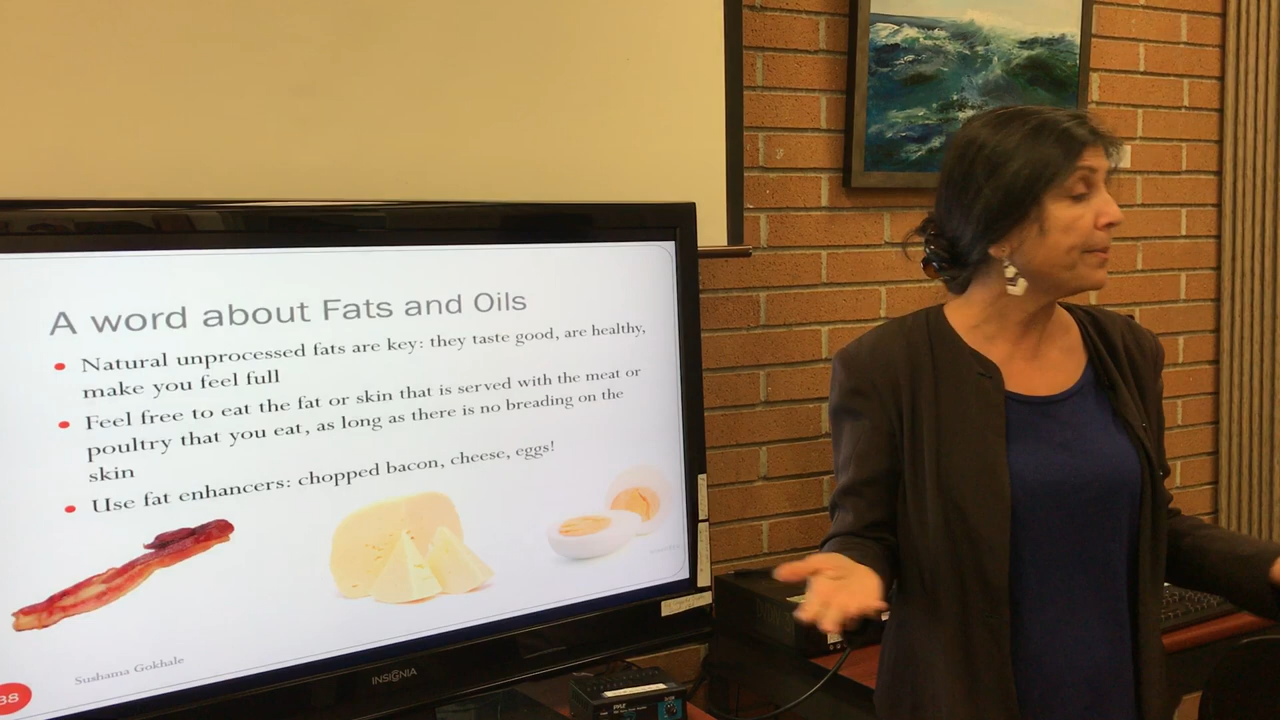 A word about Fats and Oils
Natural unprocessed fats are key: they taste good, are healthy,
make you feel full
Feel free to eat the fat or skin that is served with the meat or
poultry that you eat, as long as there is no breading on the
skin
Use fat enhancers: chopped bacon, cheese, eggs!
Sushama Gokhale
38
INSIGNIA
PYLE